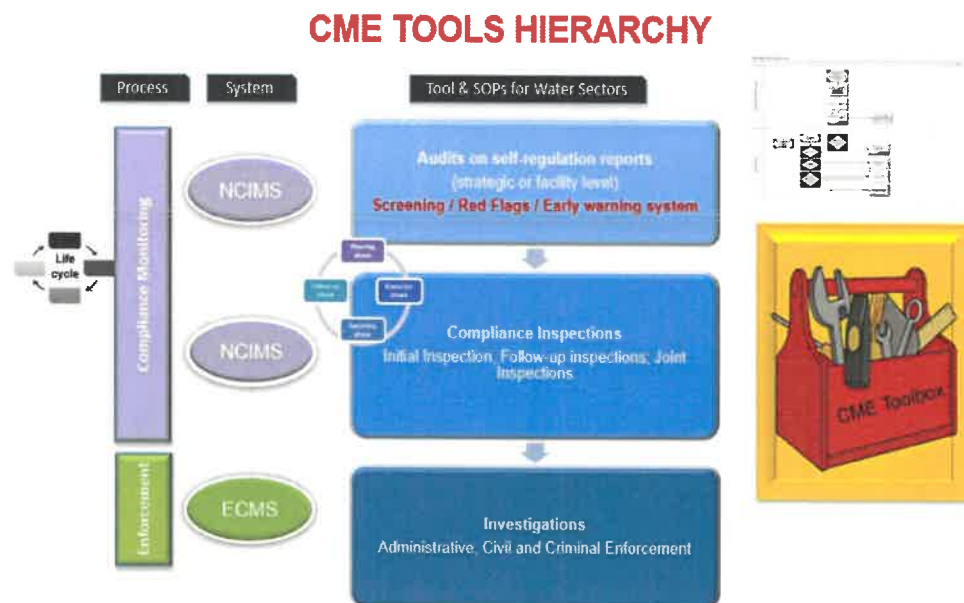 CME TOOLS HIERARCHY
Process
System
Tool & SOPs for Water Sectors
Compliance Monitoring
NCIMS
Audits on self-regulation reports
(strategic or facility level)
Screening / Red Flags / Early warning system
Life
cycle
NCIMS
Compliance Inspections
Initial Inspection, Follow-up inspections; Joint
Inspections
CME Toolbox
Enforcement
ECMS
Investigations
Administrative, Civil and Criminal Enforcement